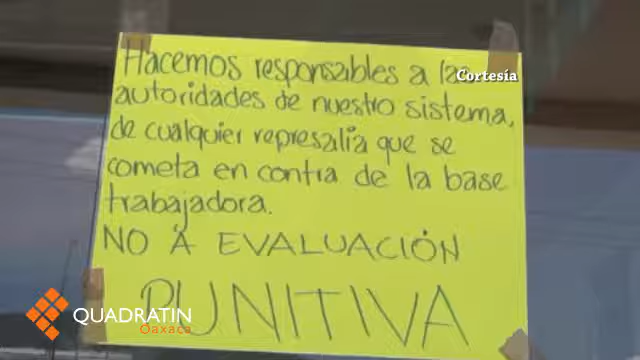 Hacemos responsables a las
Cortesía
autoridades de nuestro sistema,
de cualquier represalia que se
cometa en contra de la base
trabajadora.
NO A EVALUACIÓN
PUNITIVA
QUADRATIN
Oaxaca